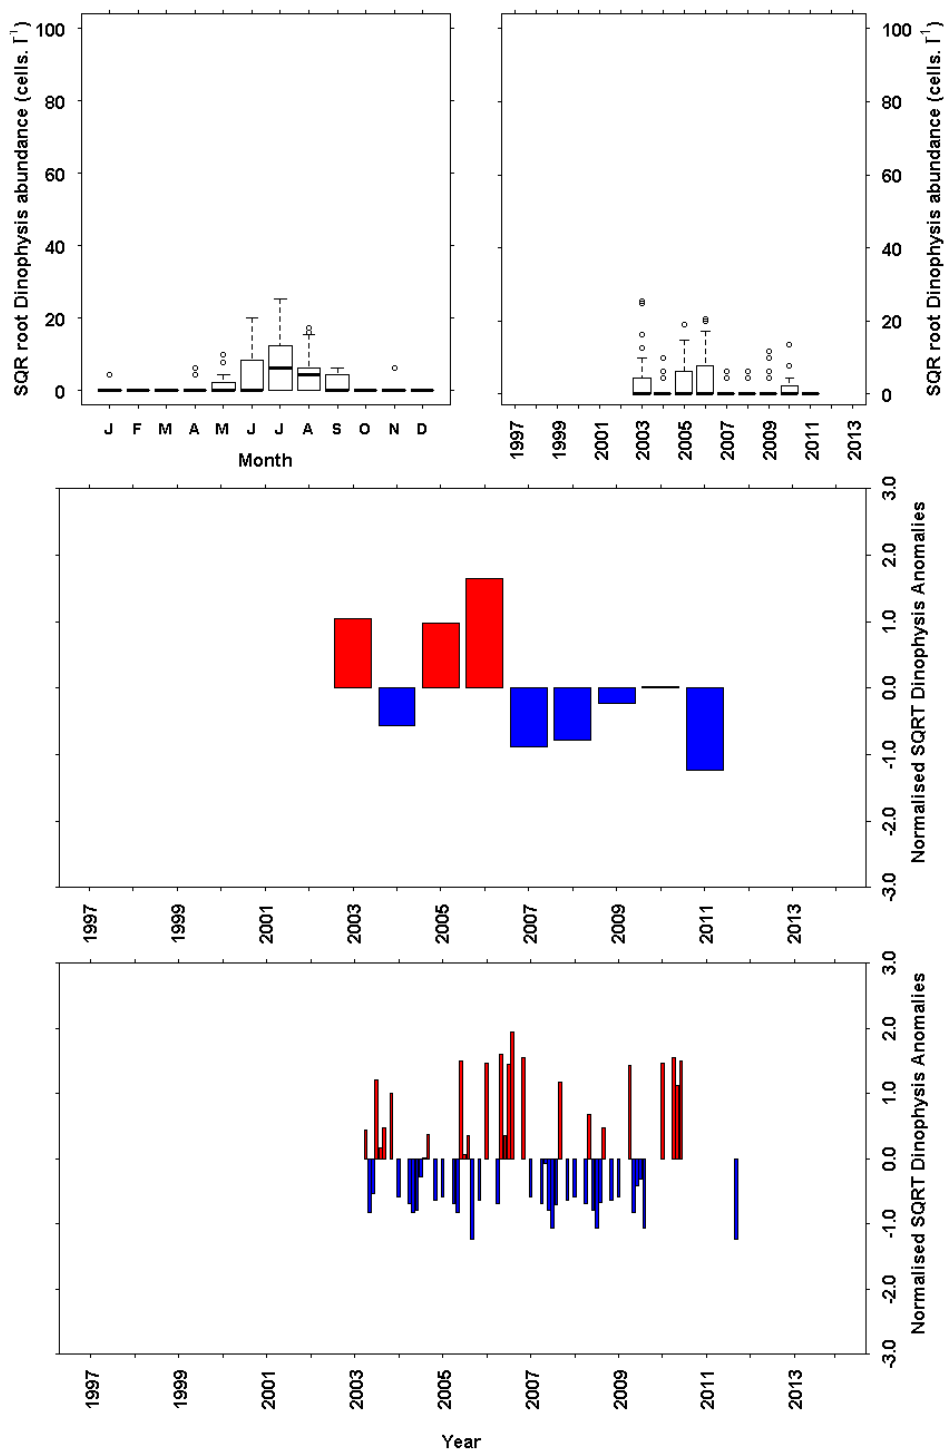 SQR root Dinophysis abundance (cells. l⁻¹)
100
80
60
40
20
0
J F M A M J J A S O N D
Month
100
80
60
40
20
0
SQR root Dinophysis abundance (cells. l⁻¹)
1997 1999 2001 2003 2005 2007 2009 2011 2013
3.0
2.0
1.0
0.0
-1.0
-2.0
-3.0
Normalised SQRT Dinophysis Anomalies
1997 1999 2001 2003 2005 2007 2009 2011 2013
3.0
2.0
1.0
0.0
-1.0
-2.0
-3.0
Normalised SQRT Dinophysis Anomalies
1997 1999 2001 2003 2005 2007 2009 2011 2013
Year